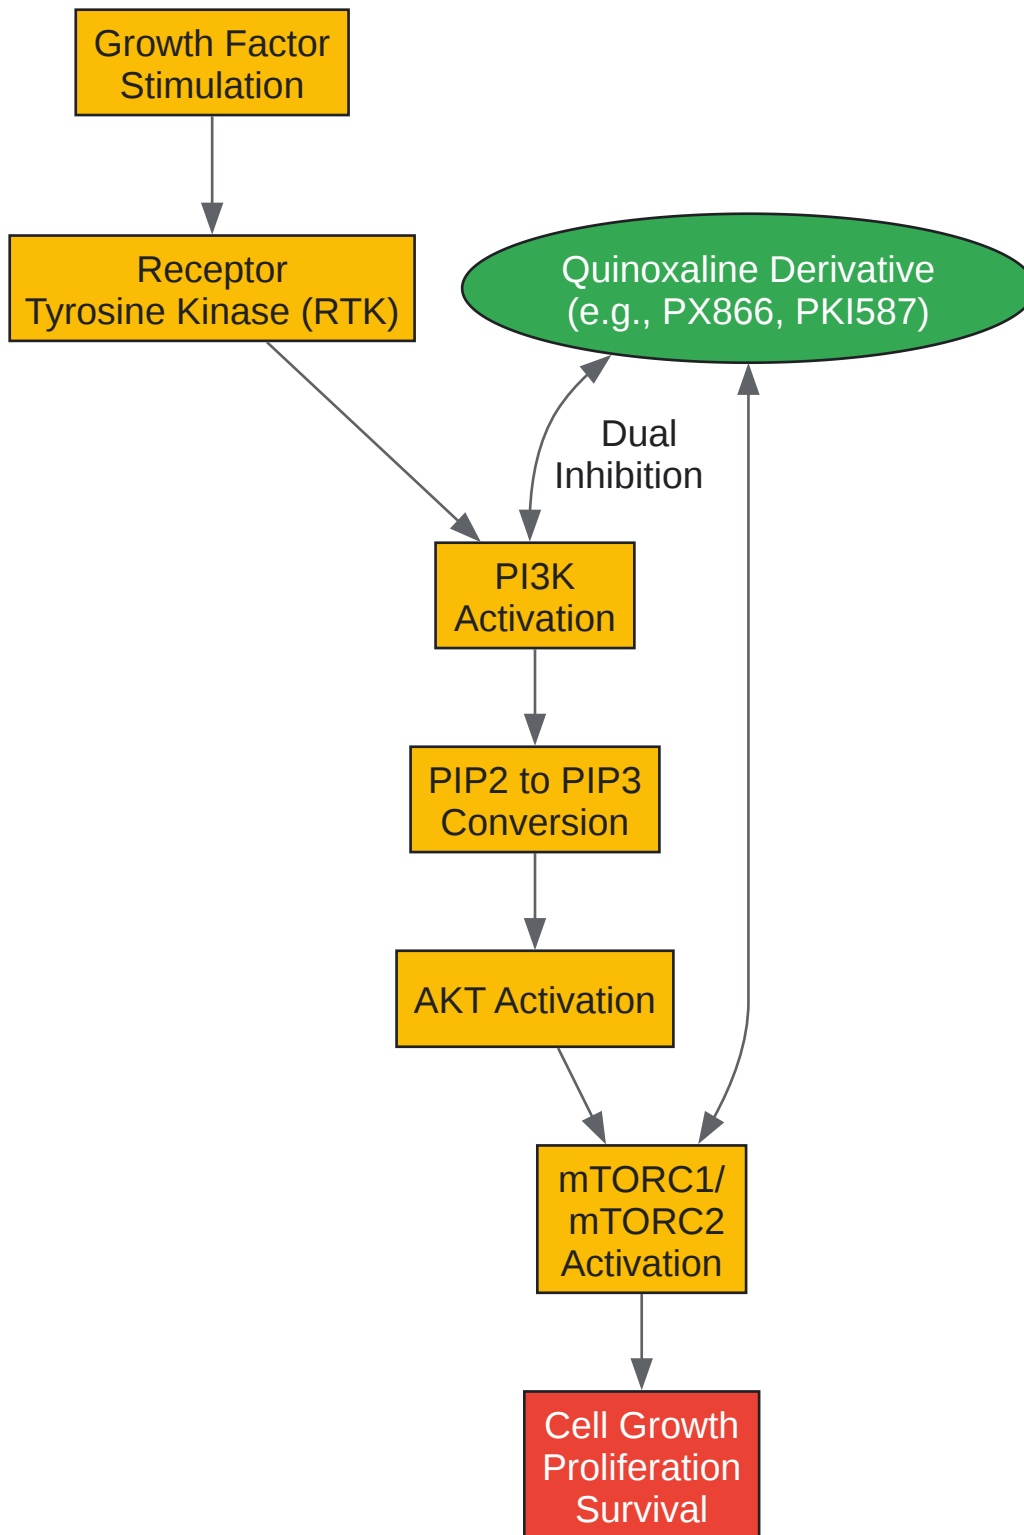 Growth Factor
Stimulation
Receptor
Tyrosine Kinase (RTK)
Quinoxaline Derivative
(e.g., PX866, PKI587)
Dual
Inhibition
PI3K
Activation
PIP2 to PIP3
Conversion
AKT Activation
mTORC1/
mTORC2
Activation
Cell Growth
Proliferation
Survival